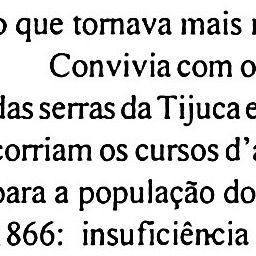 o que tornava mais
Convivia com o
das serras da Tijuca e
corriam os cursos d'a
para a população do
866: insuficiência